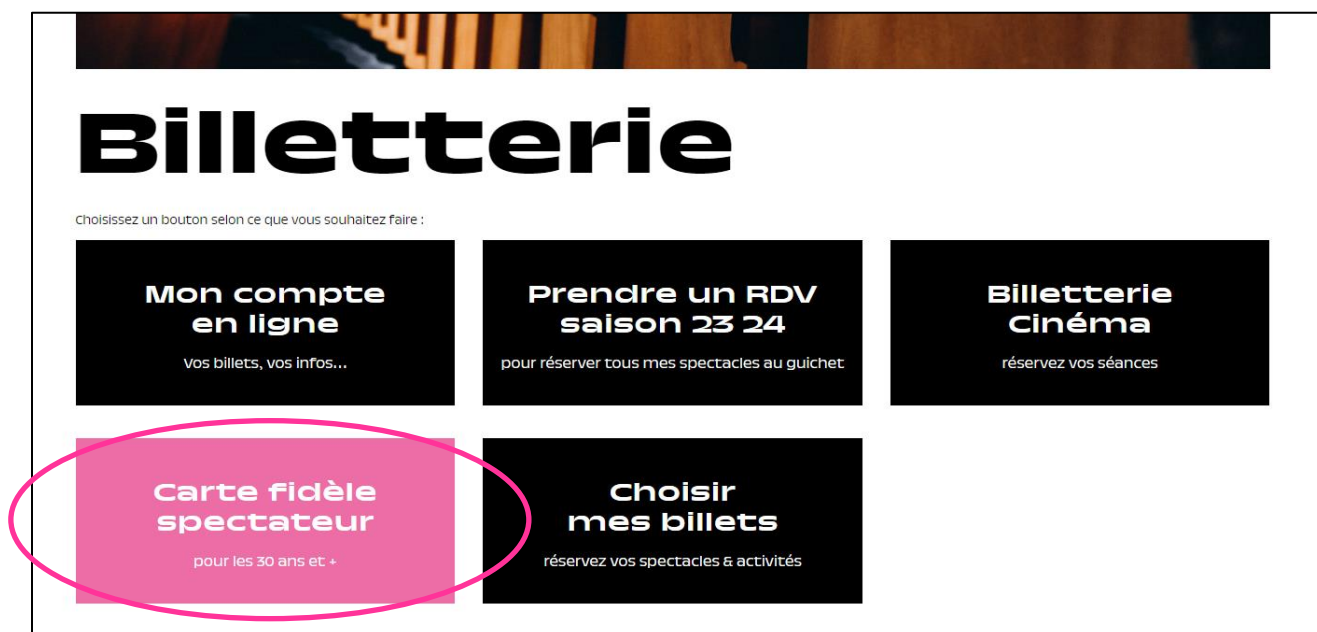 Billetterie
Choisissez un bouton selon ce que vous souhaitez faire :
Mon compte
en ligne
Vos billets, vos infos...
Prendre un RDV
saison 23 24
pour réserver tous mes spectacles au guichet
Billetterie
Cinéma
réservez vos séances
Carte fidèle
spectateur
pour les 30 ans et +
Choisir
mes billets
réservez vos spectacles & activités